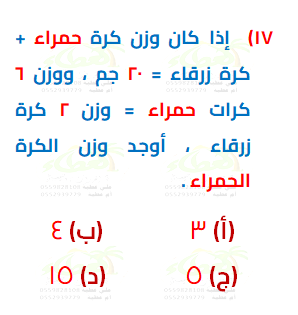 ١٧) إذا كان وزن كرة حمراء +
كرة زرقاء = ٢٠ جم ، ووزن ٦
كرات حمراء = وزن ٢ كرة
زرقاء ، أوجد وزن الكرة
الحمراء .
(أ) ٣ (ب) ٤
(ج) ٥ (د) ١٥